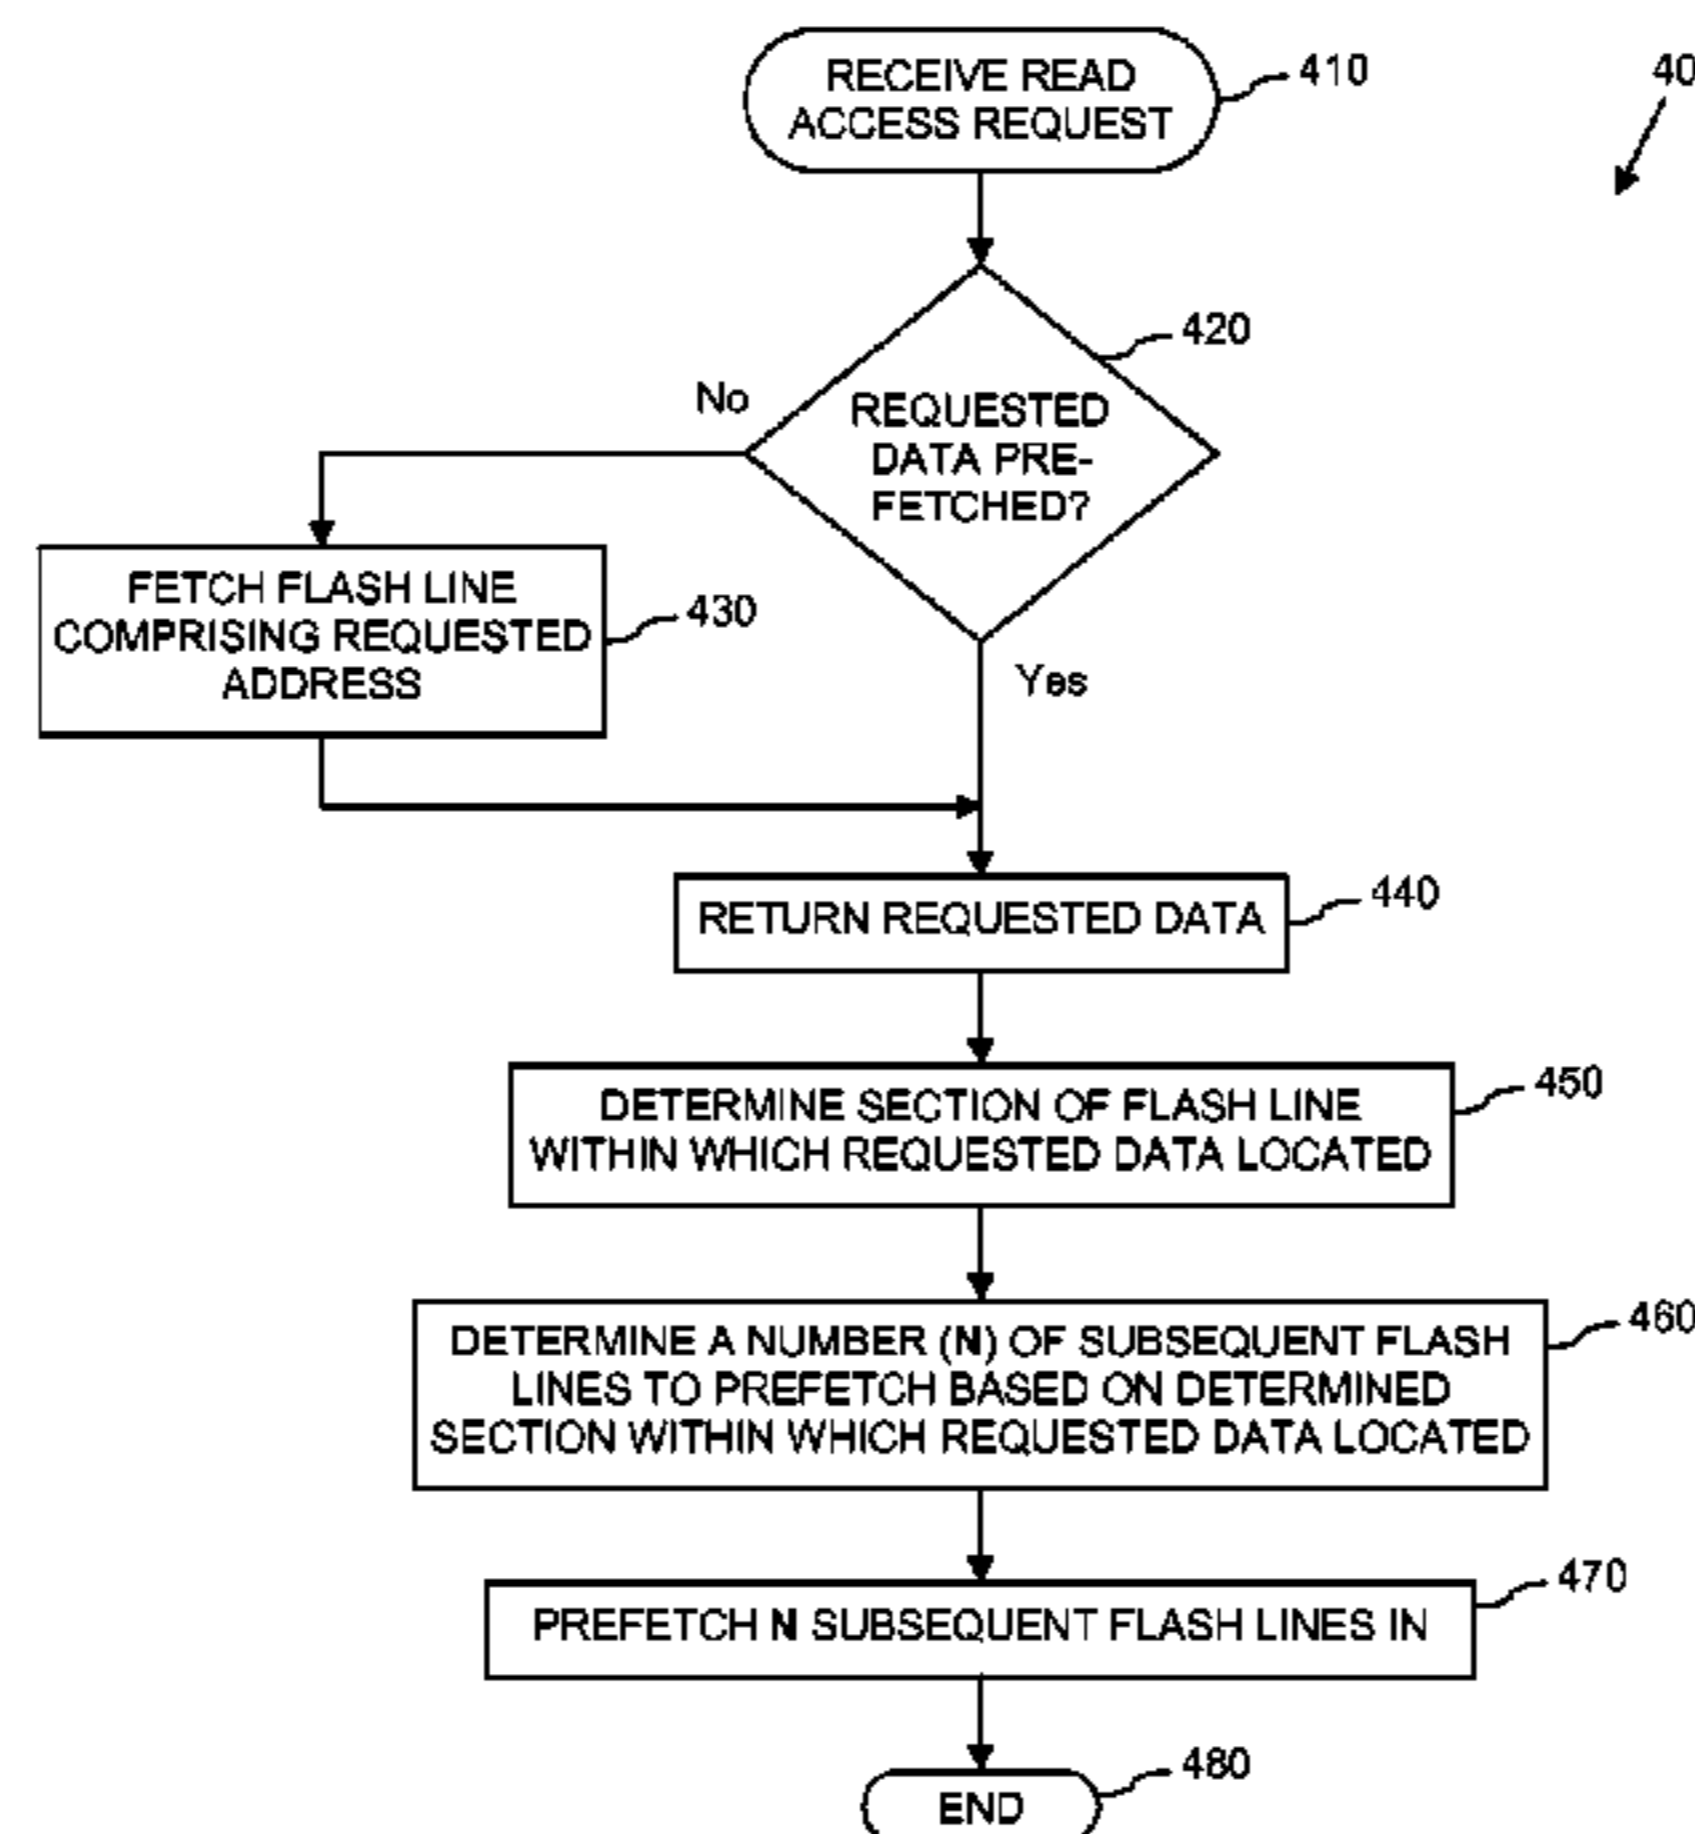 RECEIVE READ
ACCESS REQUEST
410
40
420
No
REQUESTED
DATA PRE-
FETCHED?
FETCH FLASH LINE
COMPRISING REQUESTED
ADDRESS
430
Yes
RETURN REQUESTED DATA
440
DETERMINE SECTION OF FLASH LINE
WITHIN WHICH REQUESTED DATA LOCATED
450
DETERMINE A NUMBER (N) OF SUBSEQUENT FLASH
LINES TO PREFETCH BASED ON DETERMINED
SECTION WITHIN WHICH REQUESTED DATA LOCATED
460
PREFETCH N SUBSEQUENT FLASH LINES IN
470
END
480